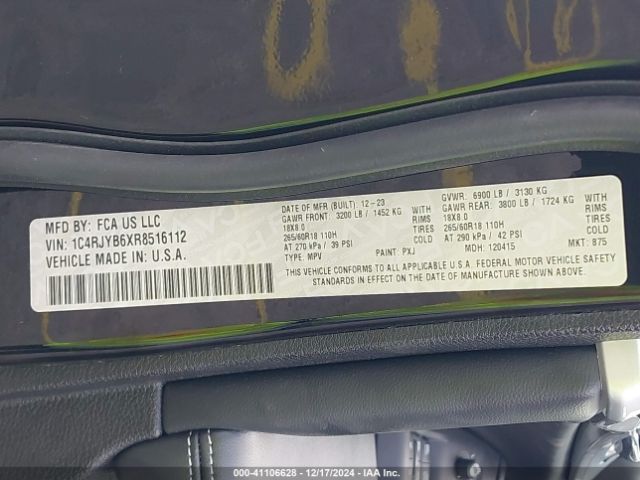 MFD BY: FCA US LLC
VIN: 1C4RJYB6XR8516112
VEHICLE MADE IN: U.S.A.
DATE OF MFR (BUILT): 12-23
GAWR FRONT: 3200 LB / 1452 KG WITH
18X8.0 RIMS
265/60R18 110H TIRES
AT 270 kPa / 39 PSI COLD
TYPE: MPV PAINT: PXJ
GVWR: 6900 LB / 3130 KG
GAWR REAR: 3800 LB / 1724 KG WITH
18X8.0 RIMS
265/60R18 110H TIRES
AT 290 kPa / 42 PSI COLD
MDH: 120415 MKT: 875
THIS VEHICLE CONFORMS TO ALL APPLICABLE U.S.A. FEDERAL MOTOR VEHICLE SAFETY
STANDARDS IN EFFECT ON THE DATE OF MANUFACTURE SHOWN ABOVE.
© (US) - 41106628 - 12/17/2024 - IAA Inc.